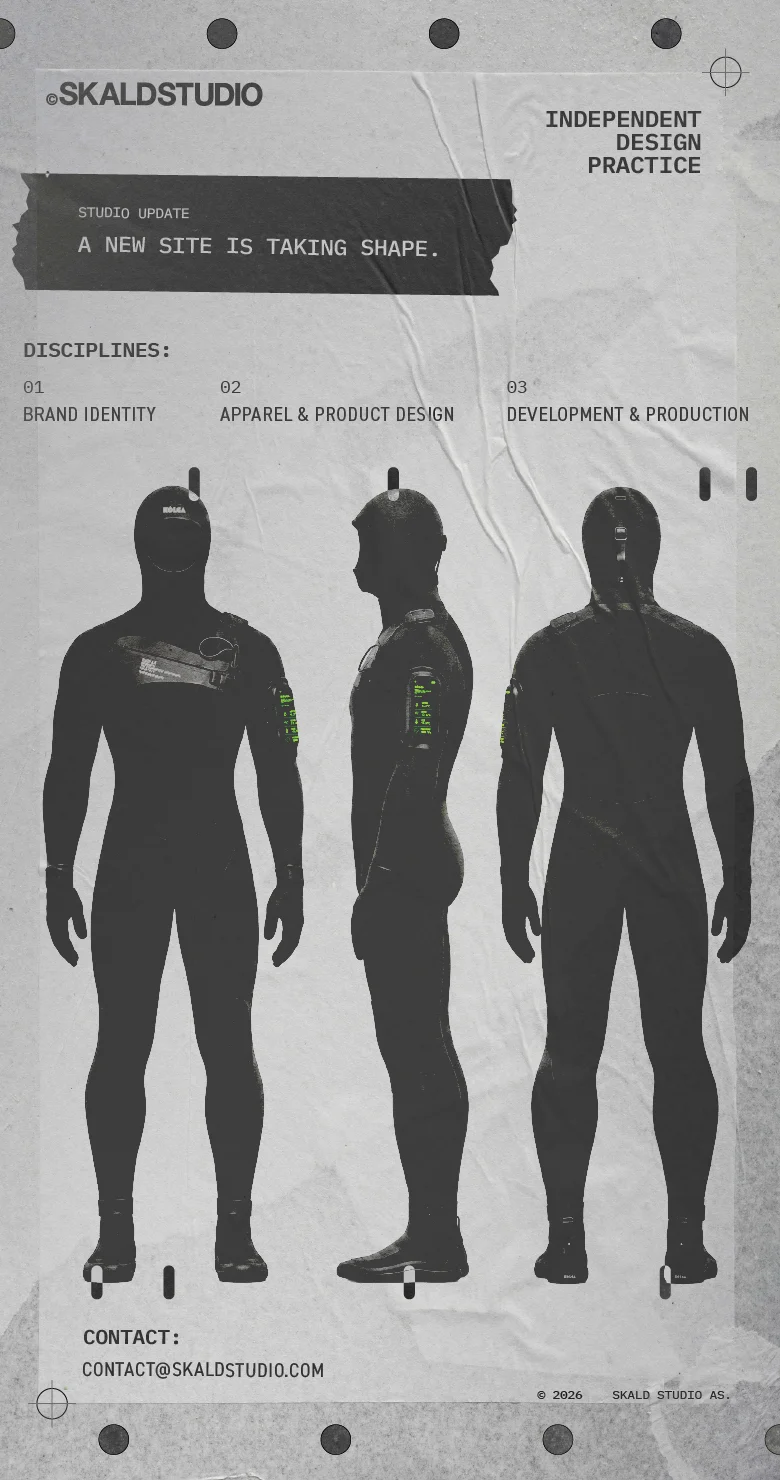 ©SKALDSTUDIO
INDEPENDENT
DESIGN
PRACTICE
STUDIO UPDATE
A NEW SITE IS TAKING SHAPE.
DISCIPLINES:
01
BRAND IDENTITY
02
APPAREL & PRODUCT DESIGN
03
DEVELOPMENT & PRODUCTION
CONTACT:
CONTACT@SKALDSTUDIO.COM
© 2026 SKALD STUDIO AS.